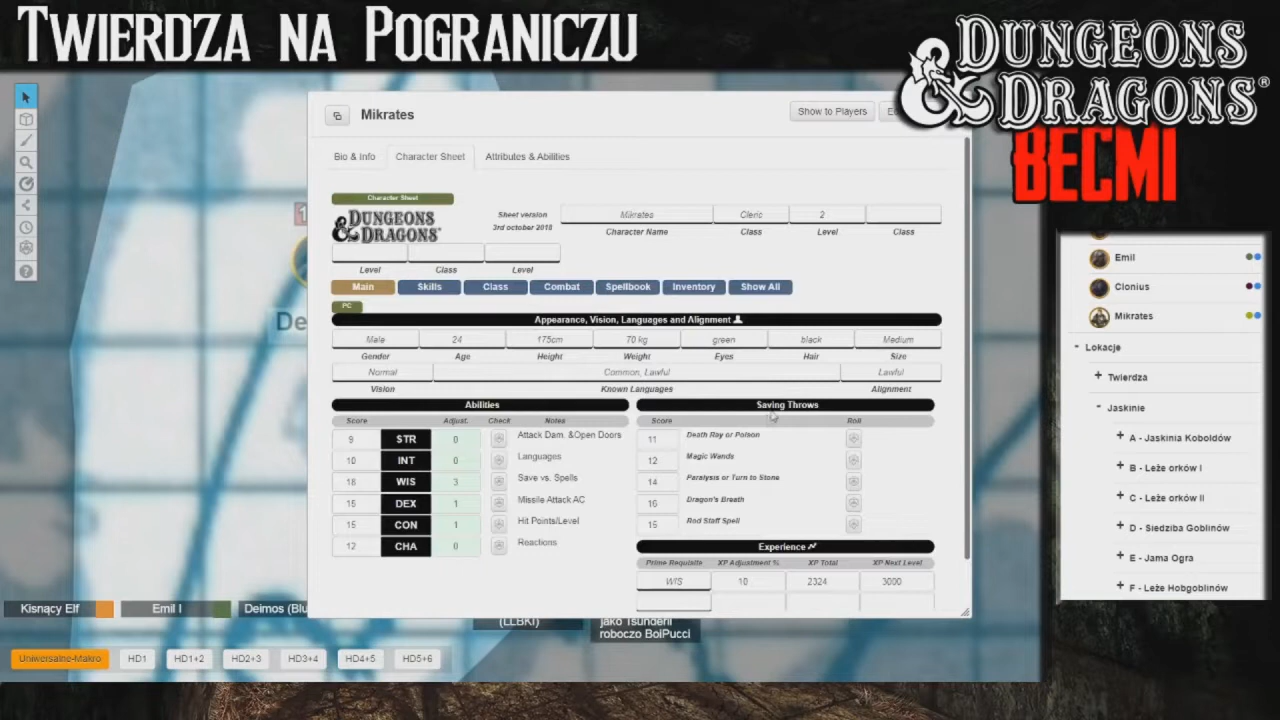 TWIERDZA NA POGRANICZU
DUNGEONS
& DRAGONS®
BECMI
Mikrates
Show to Players
Bio & Info
Character Sheet
Attributes & Abilities
Character Sheet
DUNGEONS
& DRAGONS
Sheet version
3rd october 2018
Mikrates
Cleric
2
Character Name
Class
Level
Class
Level
Class
Level
Main
Skills
Class
Combat
Spellbook
Inventory
Show All
PC
Appearance, Vision, Languages and Alignment
Male
24
175cm
70 kg
green
black
Medium
Gender
Age
Height
Weight
Eyes
Hair
Size
Normal
Common, Lawful
Lawful
Vision
Known Languages
Alignment
Abilities
Score
Adjust.
Check
Notes
9 STR 0 Attack Dam. &Open Doors
10 INT 0 Languages
18 WIS 3 Save vs. Spells
15 DEX 1 Missile Attack AC
15 CON 1 Hit Points/Level
12 CHA 0 Reactions
Saving Throws
Score
Roll
11 Death Ray or Poison
12 Magic Wands
14 Paralysis or Turn to Stone
16 Dragon's Breath
15 Rod Staff Spell
Experience
Prime Requisite
XP Adjustment %
XP Total
XP Next Level
WIS
10
2324
3000
Emil
Clonius
Mikrates
Lokacje
Twierdza
Jaskinie
A - Jaskinia Koboldów
B - Leże orków I
C - Leże orków II
D - Siedziba Goblinów
E - Jama Ogra
F - Leże Hobgoblinów
De
Kisnący Elf
Emil I
Deimos (Blu
(LLBKI)
jako Tsunderii
roboczo BolPucci
Uniwersalne-Makro
HD1
HD1+2
HD2+3
HD3+4
HD4+5
HD5+6